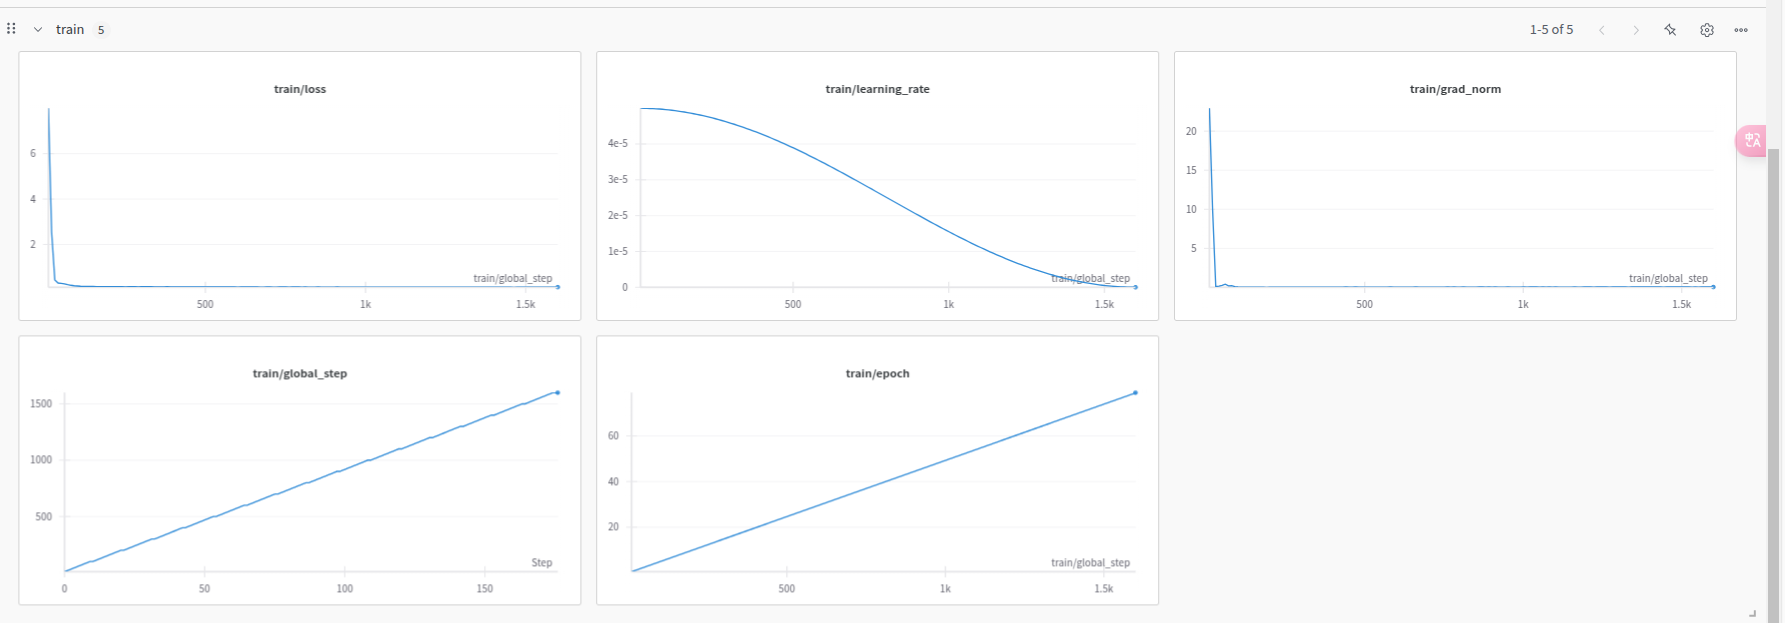 train 5
1-5 of 5
train/loss
6
4
2
train/global_step
500
1k
1.5k
train/learning_rate
4e-5
3e-5
2e-5
1e-5
0
train/global_step
500
1k
1.5k
train/grad_norm
20
15
10
5
train/global_step
500
1k
1.5k
中A
train/global_step
1500
1000
500
Step
0
50
100
150
train/epoch
60
40
20
train/global_step
500
1k
1.5k